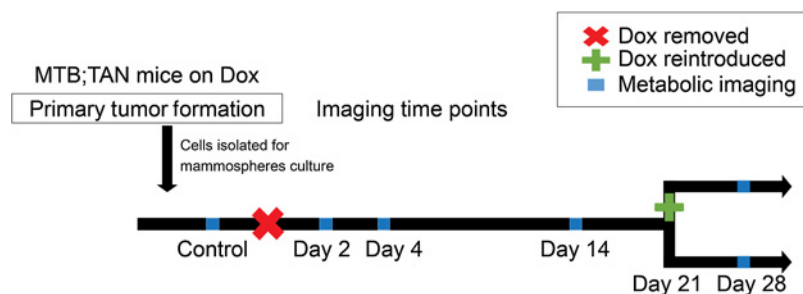 Dox removed
Dox reintroduced
Metabolic imaging
MTB;TAN mice on Dox
Primary tumor formation
Imaging time points
Cells isolated for
mammospheres culture
Control
Day 2
Day 4
Day 14
Day 21
Day 28